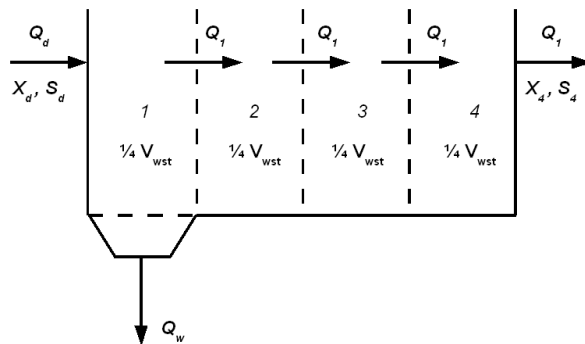 Q_d Q_1 Q_1 Q_1 Q_1
X_d, S_d X_4, S_4
1 2 3 4
¼ V_wst ¼ V_wst ¼ V_wst ¼ V_wst
Q_w